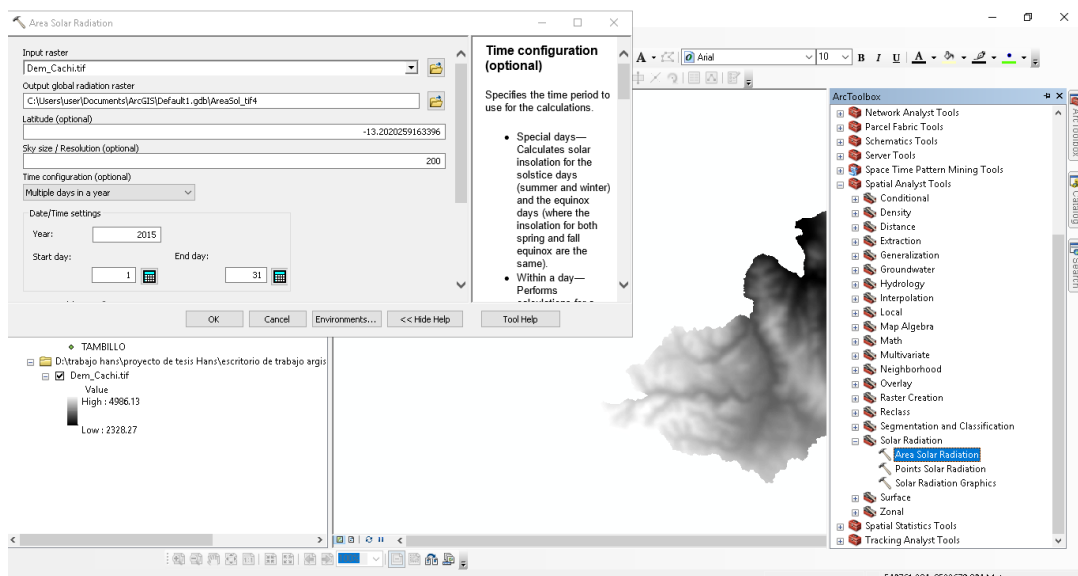 Area Solar Radiation
Input raster
Dem_Cachi.tif
Output global radiation raster
C:\Users\user\Documents\ArcGIS\Default1.gdb\AreaSol_tif4
Latitude (optional)
-13.2020259163396
Sky size / Resolution (optional)
200
Time configuration (optional)
Multiple days in a year
Date/Time settings
Year: 2015
Start day: End day:
1 31
Time configuration
(optional)
Specifies the time period to
use for the calculations.
• Special days—
Calculates solar
insolation for the
solstice days
(summer and winter)
and the equinox
days (where the
insolation for both
spring and fall
equinox are the
same).
• Within a day—
Performs
OK Cancel Environments... << Hide Help Tool Help
A Arial 10 B I U A
TAMBILLO
D:\trabajo hans\proyecto de tesis Hans\escritorio de trabajo argis
Dem_Cachi.tif
Value
High : 4986.13
Low : 2328.27
ArcToolbox
Network Analyst Tools
Parcel Fabric Tools
Schematics Tools
Server Tools
Space Time Pattern Mining Tools
Spatial Analyst Tools
Conditional
Density
Distance
Extraction
Generalization
Groundwater
Hydrology
Interpolation
Local
Map Algebra
Math
Multivariate
Neighborhood
Overlay
Raster Creation
Reclass
Segmentation and Classification
Solar Radiation
Area Solar Radiation
Points Solar Radiation
Solar Radiation Graphics
Surface
Zonal
Spatial Statistics Tools
Tracking Analyst Tools
ArcToolbox
Catalog
Search